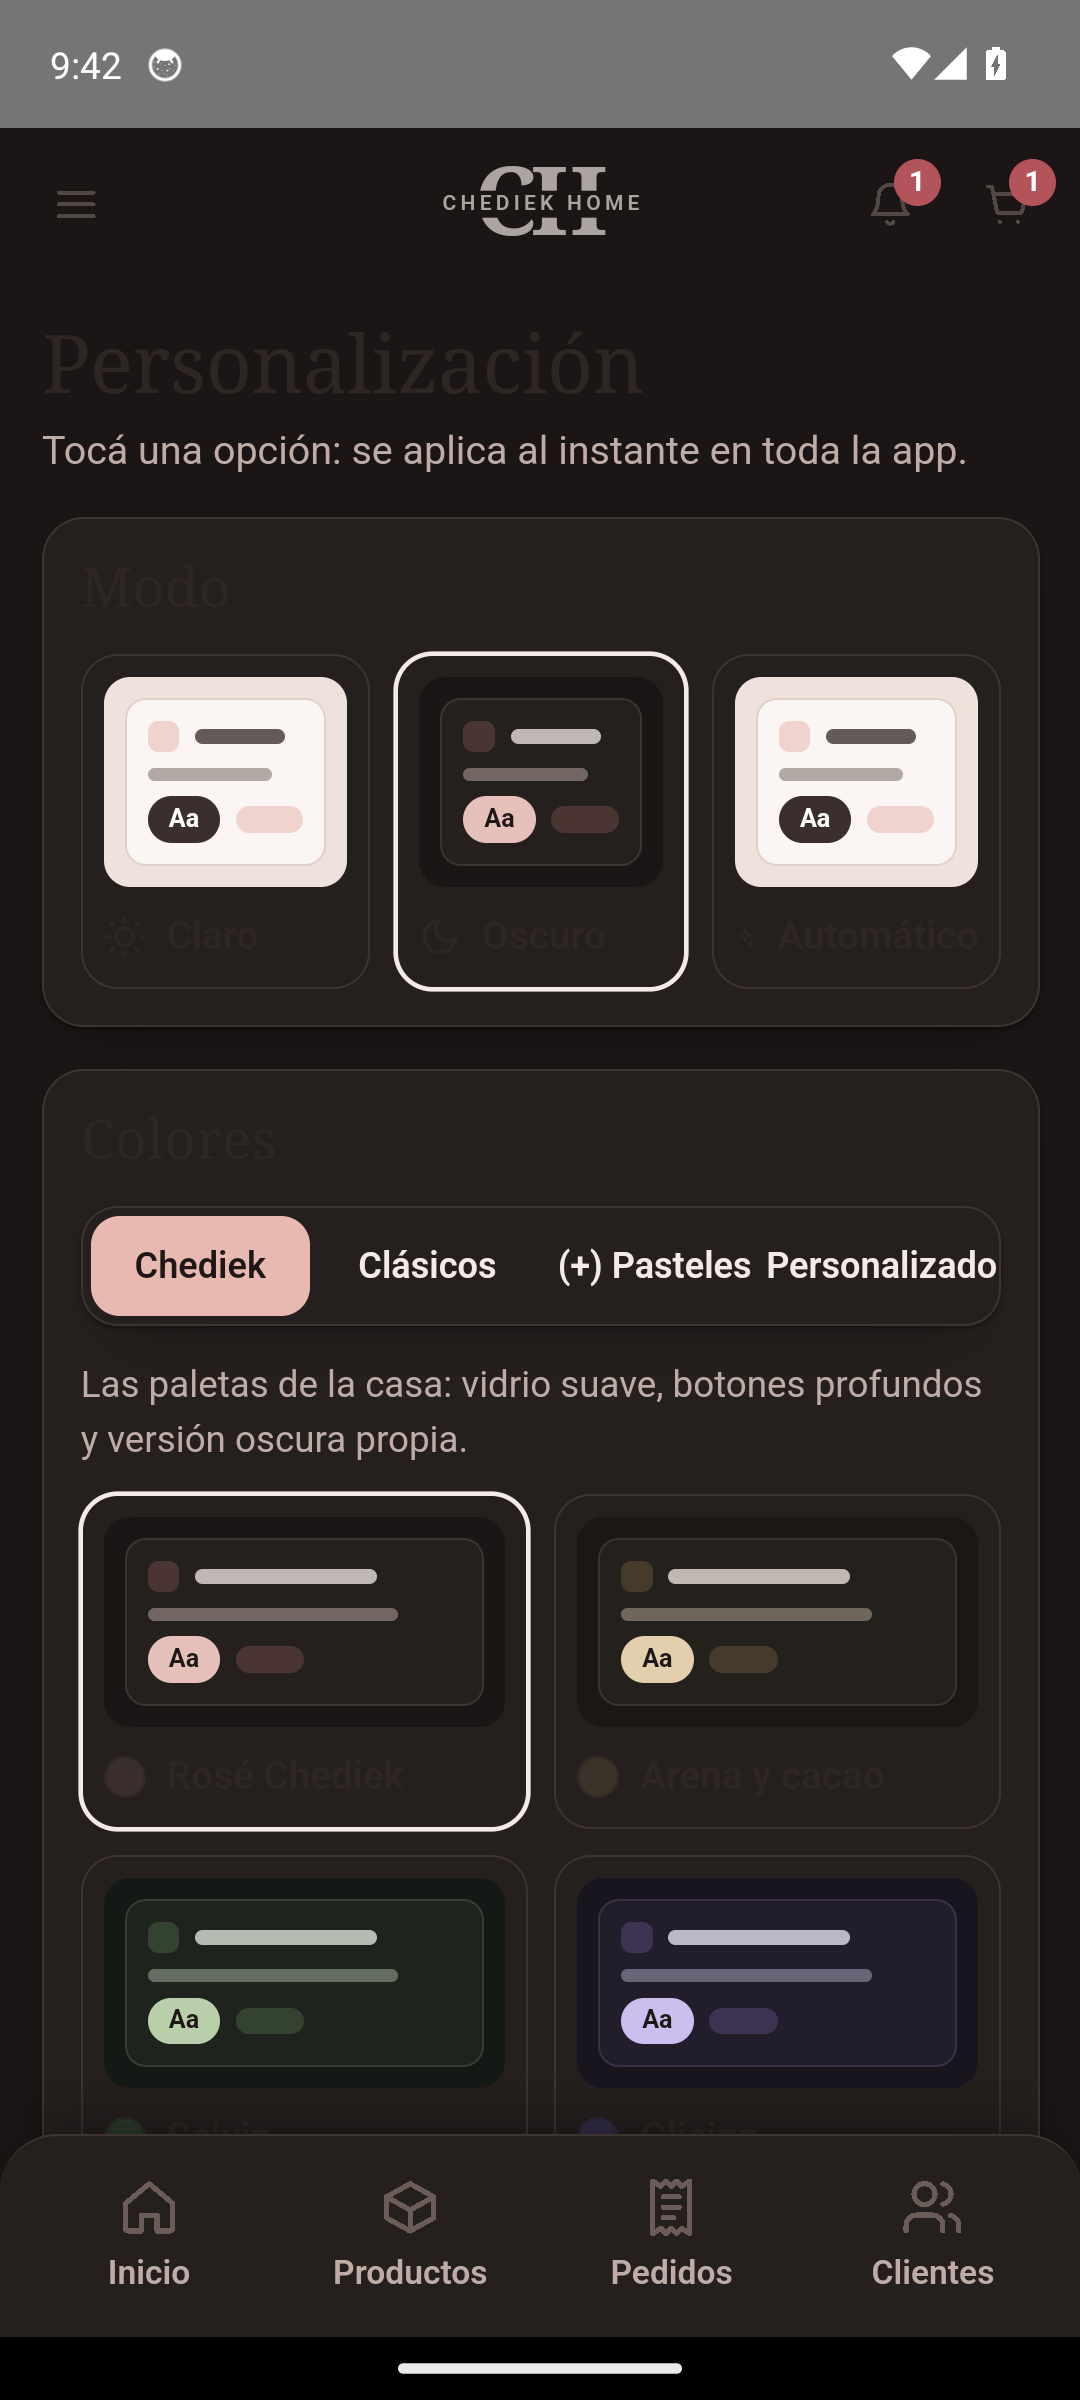 9:42
CH
CHEDIEK HOME
1
1
Personalización
Tocá una opción: se aplica al instante en toda la app.
Modo
Aa
Aa
Aa
Claro
Oscuro
Automático
Colores
Chediek
Clásicos
(+) Pasteles
Personalizado
Las paletas de la casa: vidrio suave, botones profundos
y versión oscura propia.
Aa
Aa
Rosé Chediek
Arena y cacao
Aa
Aa
Inicio
Productos
Pedidos
Clientes